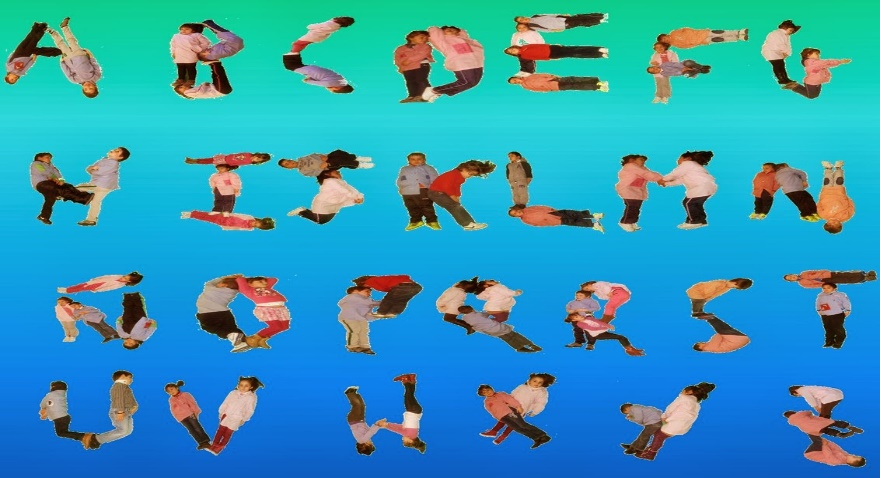 A B C D E F G
H I J K L M N
Ñ O P Q R S T
U V W X Y Z